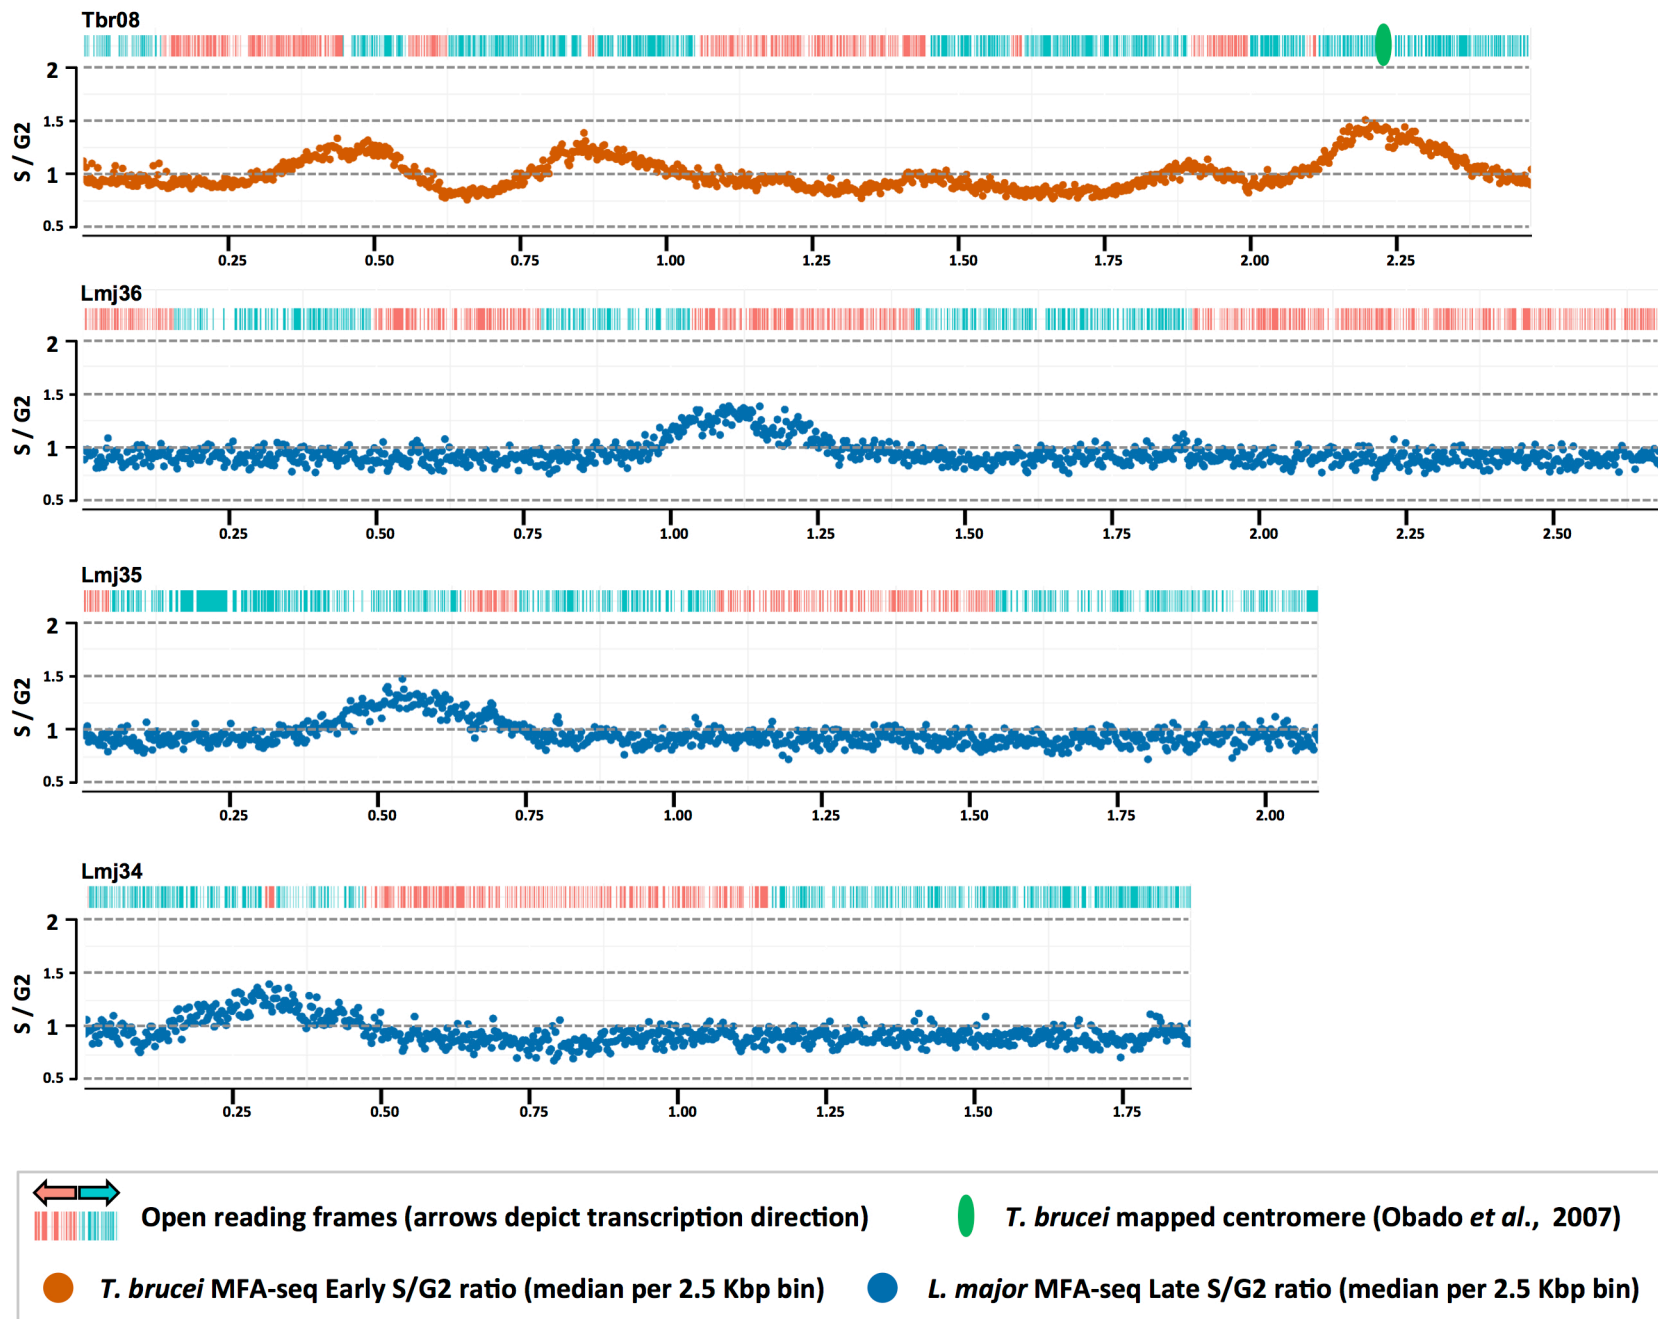 Tbr08
2
1.5
1
0.5
S / G2
0.25 0.50 0.75 1.00 1.25 1.50 1.75 2.00 2.25
Lmj36
2
1.5
1
0.5
S / G2
0.25 0.50 0.75 1.00 1.25 1.50 1.75 2.00 2.25 2.50
Lmj35
2
1.5
1
0.5
S / G2
0.25 0.50 0.75 1.00 1.25 1.50 1.75 2.00
Lmj34
2
1.5
1
0.5
S / G2
0.25 0.50 0.75 1.00 1.25 1.50 1.75
Open reading frames (arrows depict transcription direction)
T. brucei mapped centromere (Obado et al., 2007)
T. brucei MFA-seq Early S/G2 ratio (median per 2.5 Kbp bin)
L. major MFA-seq Late S/G2 ratio (median per 2.5 Kbp bin)